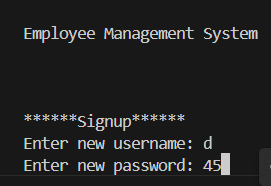 Employee Management System
******Signup******
Enter new username: d
Enter new password: 45